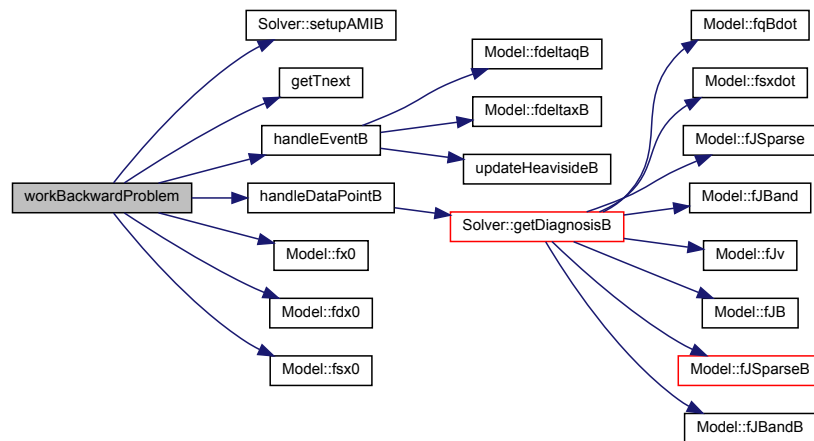 workBackwardProblem
Solver::setupAMIB
getTnext
handleEventB
handleDataPointB
Model::fx0
Model::fdx0
Model::fsx0
Model::fdeltaqB
Model::fdeltaxB
updateHeavisideB
Solver::getDiagnosisB
Model::fqBdot
Model::fsxdot
Model::fJSparse
Model::fJBand
Model::fJv
Model::fJB
Model::fJSparseB
Model::fJBandB